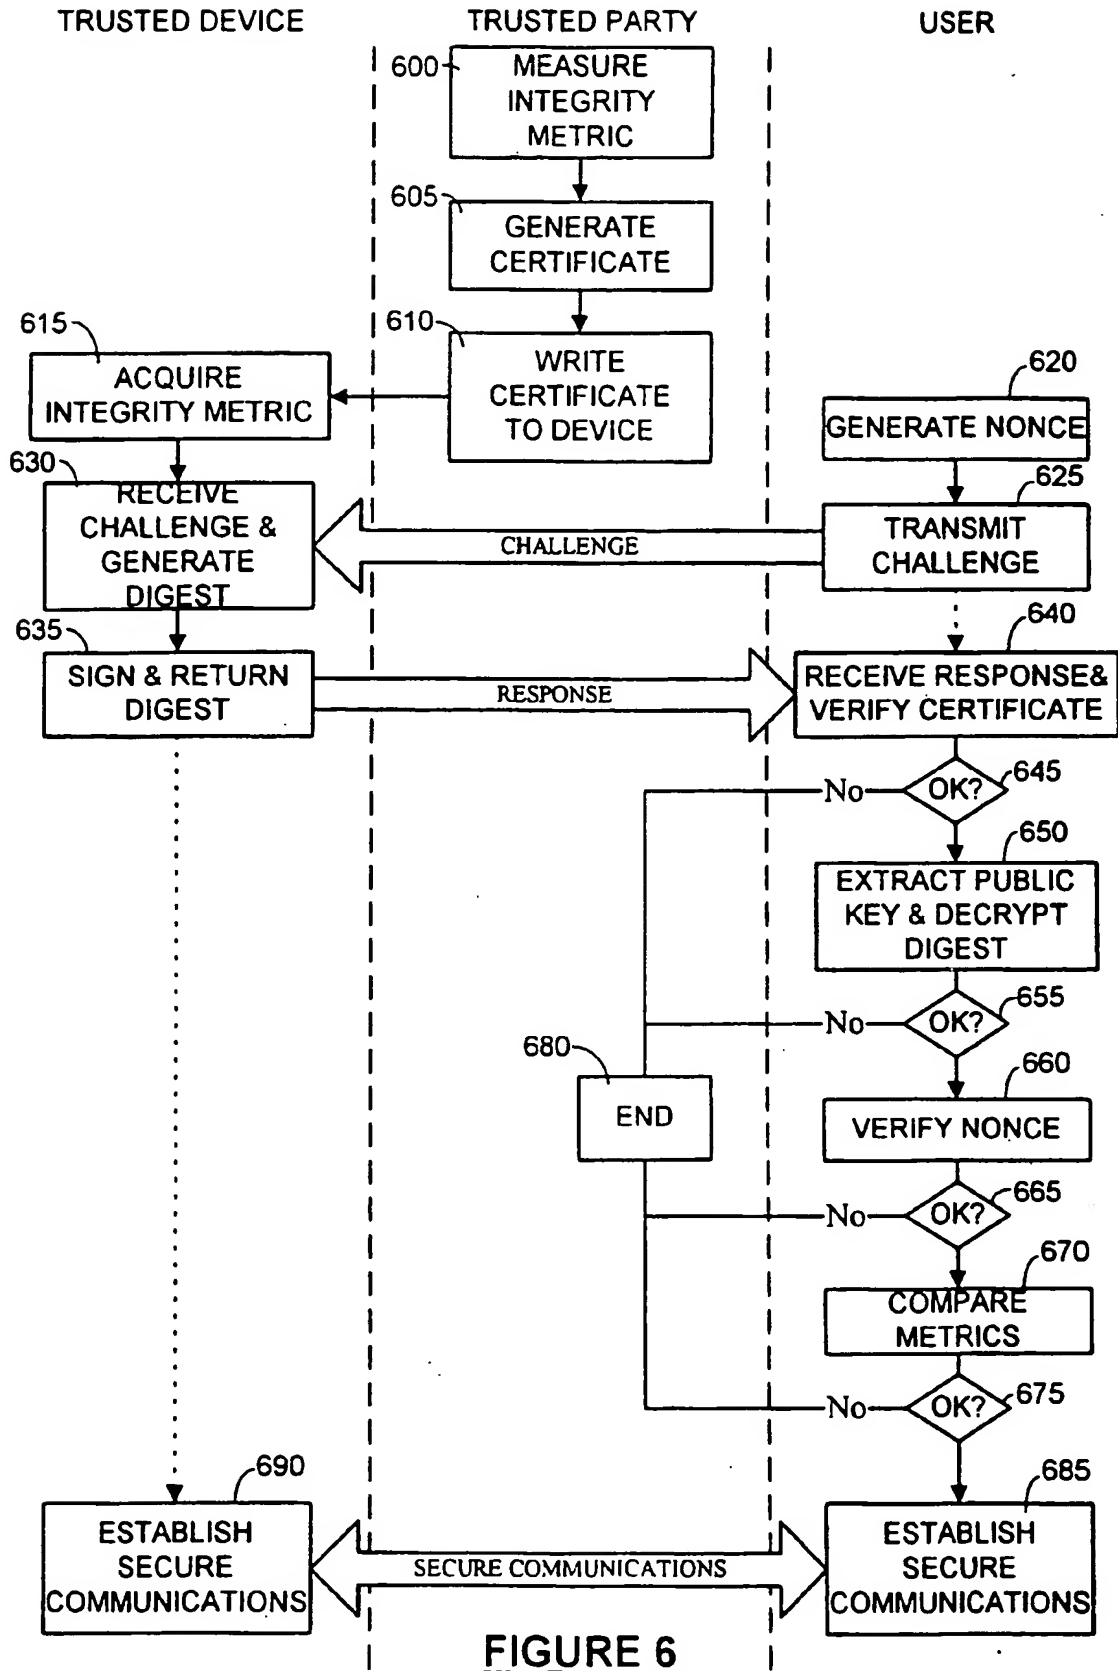 TRUSTED DEVICE
TRUSTED PARTY
USER
600
MEASURE
INTEGRITY
METRIC
605
GENERATE
CERTIFICATE
610
WRITE
CERTIFICATE
TO DEVICE
615
ACQUIRE
INTEGRITY METRIC
620
GENERATE NONCE
625
TRANSMIT
CHALLENGE
CHALLENGE
630
RECEIVE
CHALLENGE &
GENERATE
DIGEST
635
SIGN & RETURN
DIGEST
RESPONSE
640
RECEIVE RESPONSE&
VERIFY CERTIFICATE
645
OK?
No
650
EXTRACT PUBLIC
KEY & DECRYPT
DIGEST
655
OK?
No
680
END
660
VERIFY NONCE
665
OK?
No
670
COMPARE
METRICS
675
OK?
No
690
ESTABLISH
SECURE
COMMUNICATIONS
SECURE COMMUNICATIONS
685
ESTABLISH
SECURE
COMMUNICATIONS
FIGURE 6